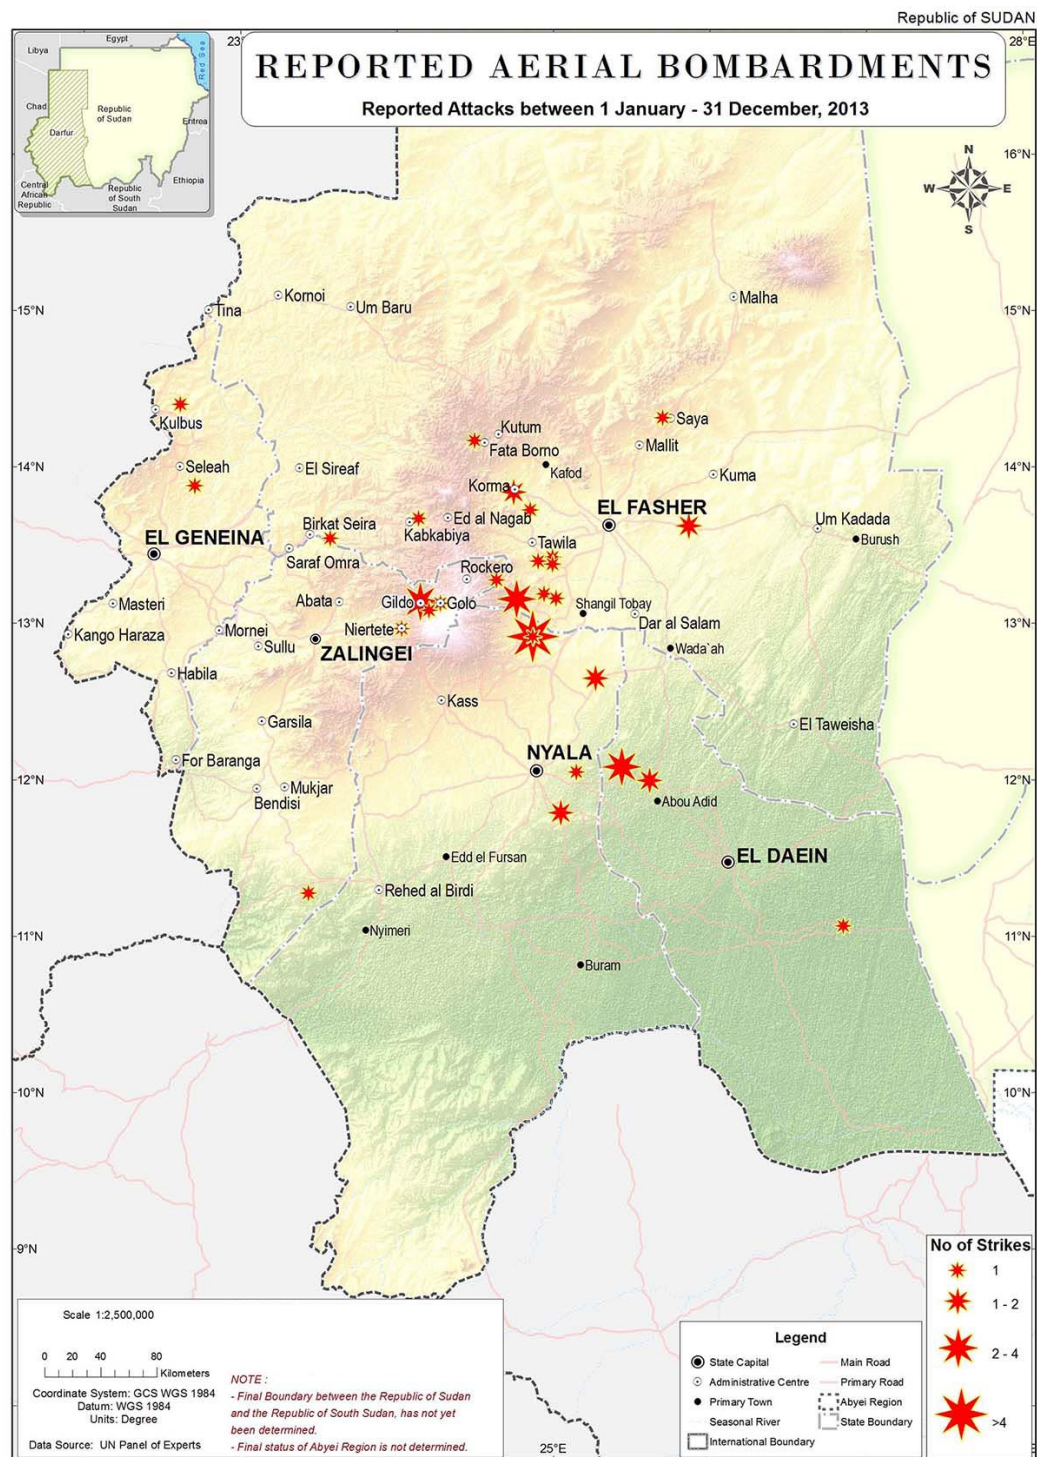 Republic of SUDAN
REPORTED AERIAL BOMBARDMENTS
Reported Attacks between 1 January - 31 December, 2013
Egypt
Libya
Red Sea
Chad
Republic
of Sudan
Darfur
Eritrea
Central
African
Republic
Republic
of South
Sudan
Ethiopia
23°
28°E
16°N
N
W
E
S
15°N
15°N
Tina
Kornoi
Um Baru
Malha
Kulbus
Saya
Kutum
Fata Borno
Mallit
14°N
14°N
Seleah
El Sireaf
Kafod
Kuma
Korma
EL FASHER
Um Kadada
Burush
Ed al Nagab
Birkat Seira
Kabkabiya
EL GENEINA
Saraf Omra
Tawila
Rockero
Masteri
Abata
Gildo
Golo
Shangil Tobay
Dar al Salam
13°N
13°N
Kango Haraza
Mornei
Niertete
Sullu
ZALINGEI
Wada`ah
Habila
Kass
Garsila
El Taweisha
For Baranga
NYALA
12°N
12°N
Mukjar
Bendisi
Abou Adid
Edd el Fursan
EL DAEIN
Rehed al Birdi
11°N
11°N
Nyimeri
Buram
10°N
10°N
9°N
No of Strikes
1
1 - 2
2 - 4
>4
Scale 1:2,500,000
0 20 40 80
Kilometers
Coordinate System: GCS WGS 1984
Datum: WGS 1984
Units: Degree
Data Source: UN Panel of Experts
NOTE :
- Final Boundary between the Republic of Sudan
and the Republic of South Sudan, has not yet
been determined.
- Final status of Abyei Region is not determined.
25°E
Legend
State Capital
Main Road
Administrative Centre
Primary Road
Primary Town
Abyei Region
Seasonal River
State Boundary
International Boundary